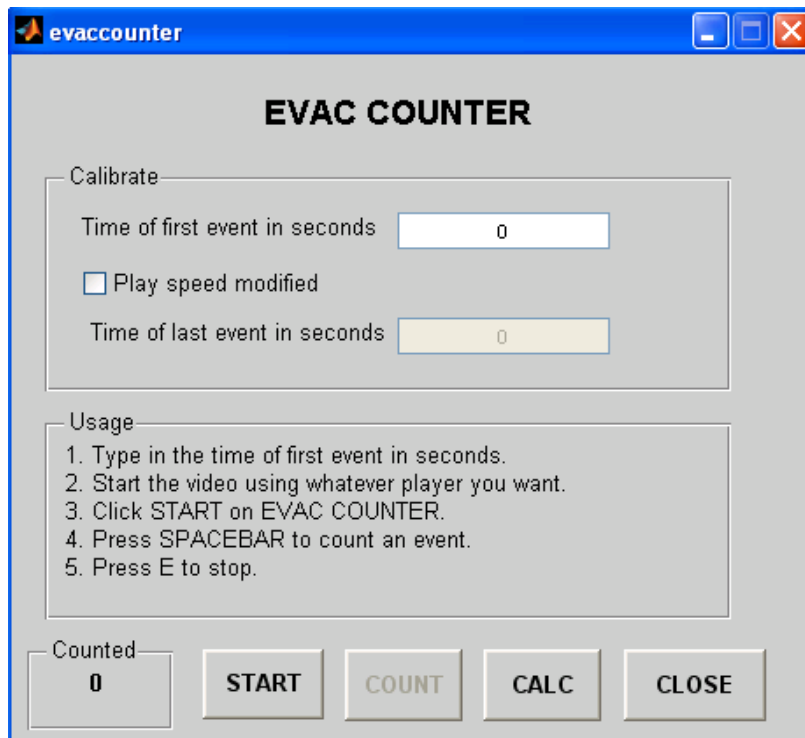 evaccounter
EVAC COUNTER
Calibrate
Time of first event in seconds 0
Play speed modified
Time of last event in seconds 0
Usage
1. Type in the time of first event in seconds.
2. Start the video using whatever player you want.
3. Click START on EVAC COUNTER.
4. Press SPACEBAR to count an event.
5. Press E to stop.
Counted
0 START COUNT CALC CLOSE